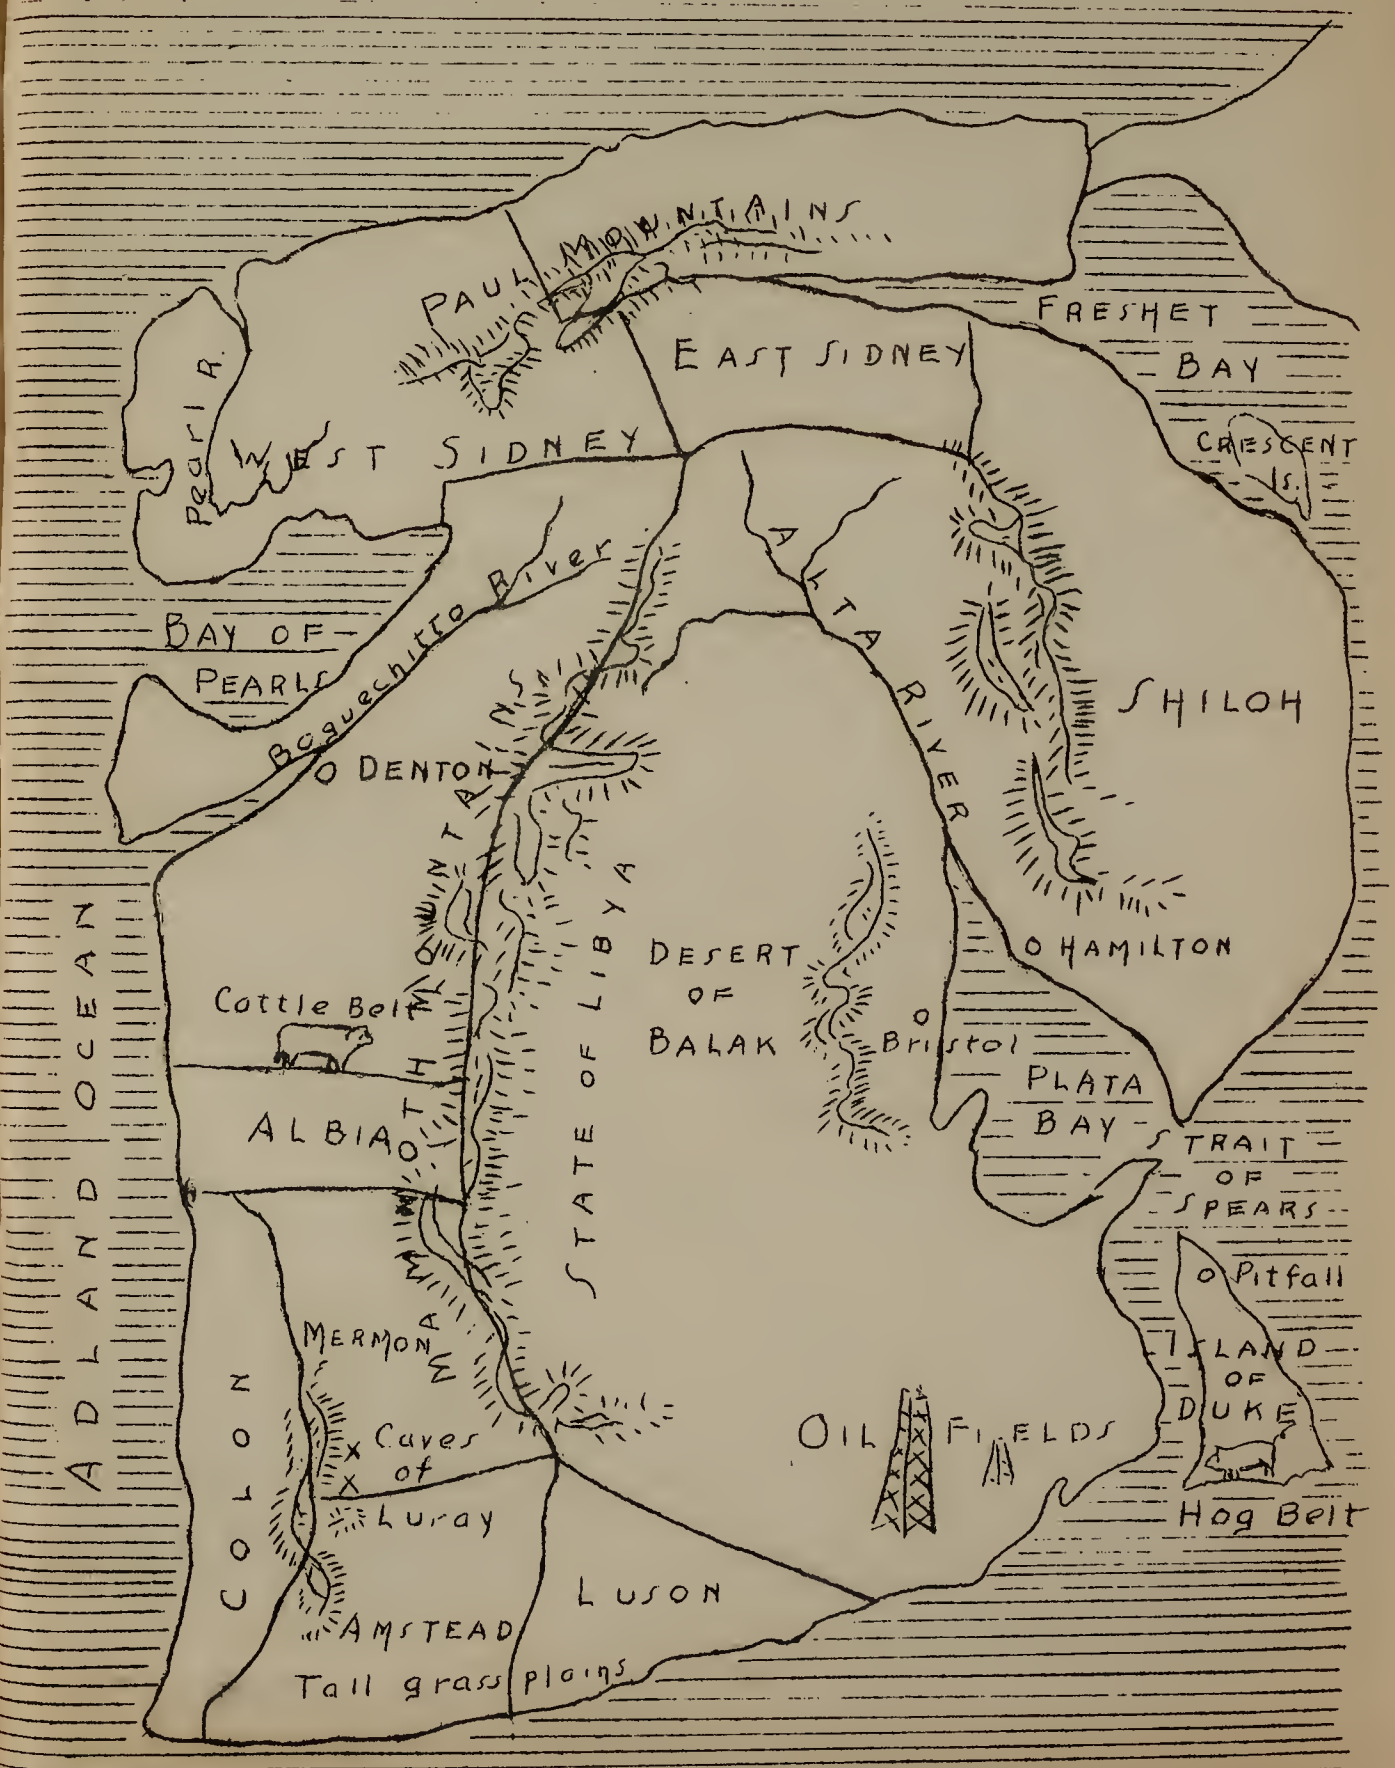 PAUL MOUNTAINS
FRESHET
BAY
EAST SIDNEY
CRESCENT
Is.
Pearl R.
WEST SIDNEY
ALTA RIVER
Boguechitto River
BAY OF
PEARLS
SHILOH
DENTON
MAMMOTH MOUNTAINS
STATE OF LIBYA
ADLAND OCEAN
DESERT
OF
BALAK
HAMILTON
Cattle Belt
Bristol
PLATA
BAY
ALBIA
STRAIT
OF
SPEARS
Pitfall
MERMON
ISLAND
OF
DUKE
COLON
Caves
of
Luray
OIL FIELDS
Hog Belt
LUSON
AMSTEAD
Tall grass plains